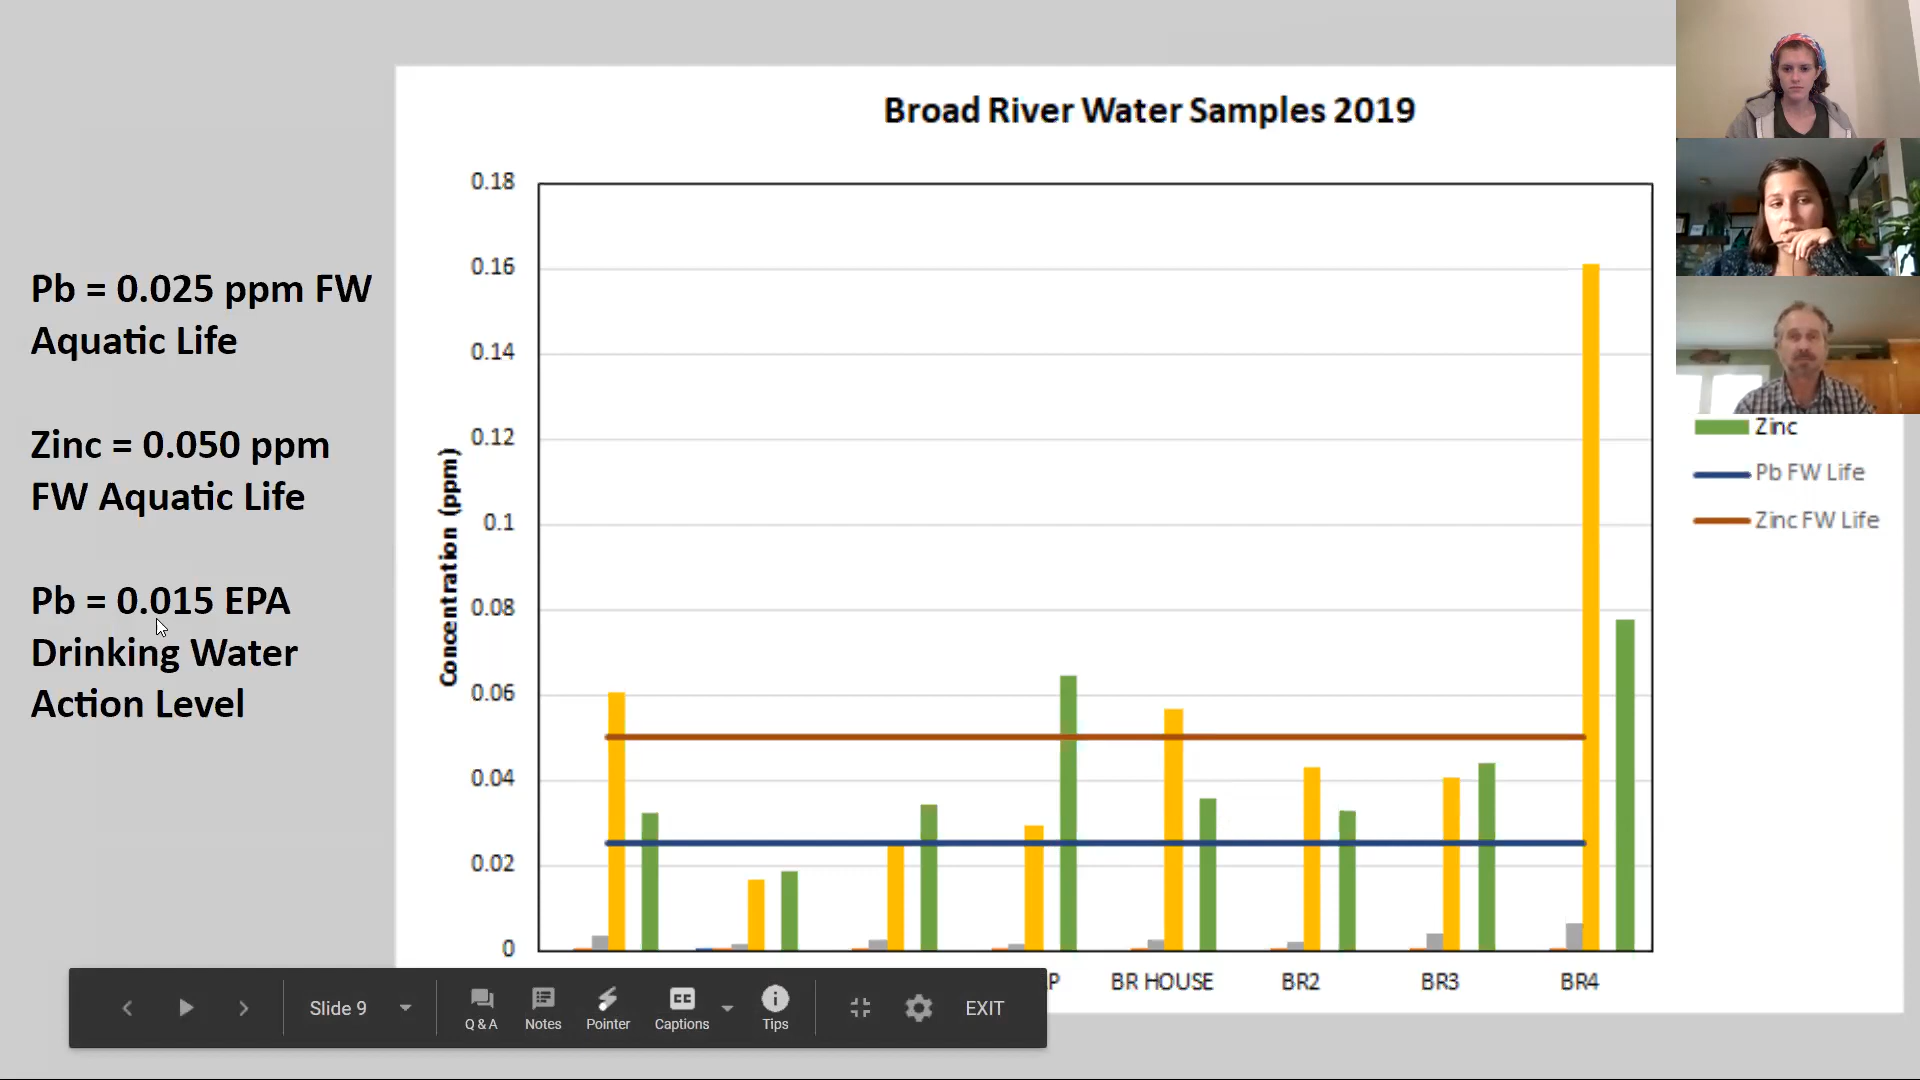 Broad River Water Samples 2019
Pb = 0.025 ppm FW
Aquatic Life
Zinc = 0.050 ppm
FW Aquatic Life
Pb = 0.015 EPA
Drinking Water
Action Level
Concentration (ppm)
0.18
0.16
0.14
0.12
0.1
0.08
0.06
0.04
0.02
0
BR HOUSE
BR2
BR3
BR4
Zinc
Pb FW Life
Zinc FW Life
Slide 9
Q & A
Notes
Pointer
CC
Captions
Tips
EXIT